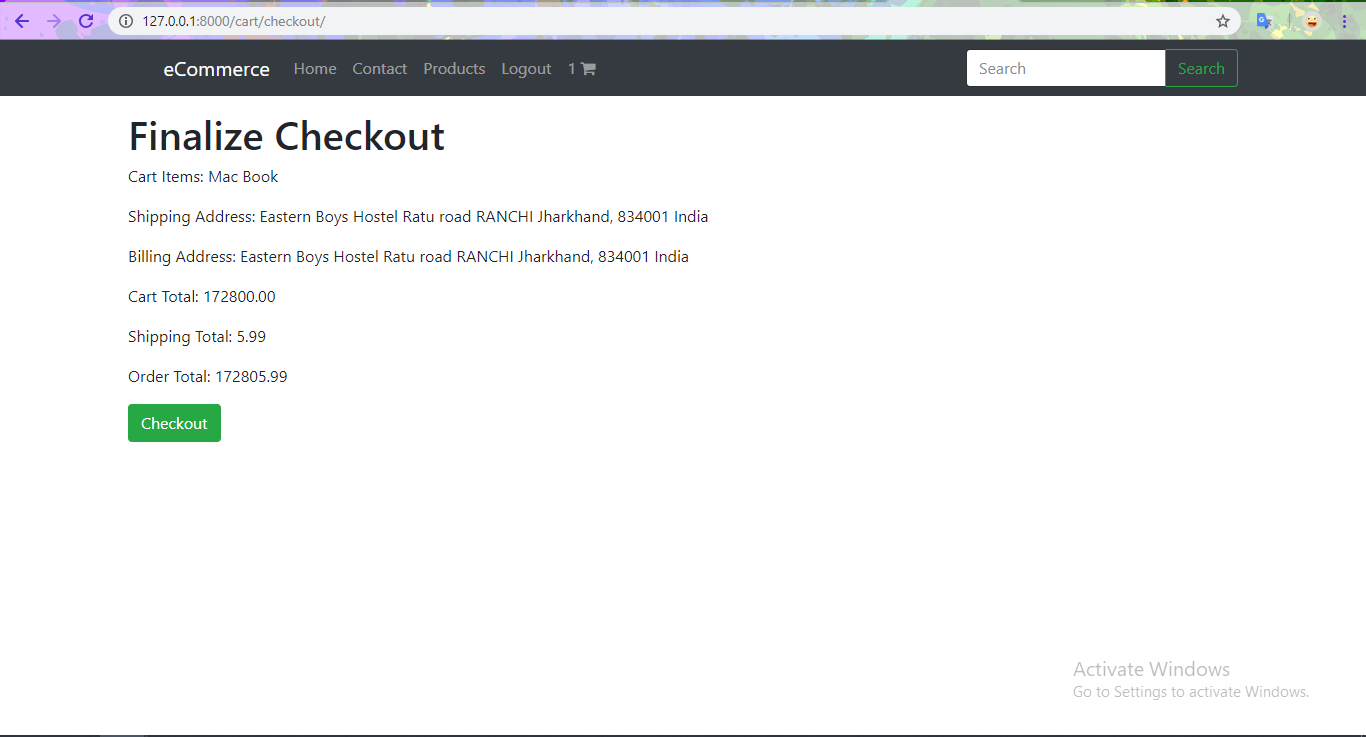 127.0.0.1:8000/cart/checkout/
eCommerce Home Contact Products Logout 1 Search Search
Finalize Checkout
Cart Items: Mac Book
Shipping Address: Eastern Boys Hostel Ratu road RANCHI Jharkhand, 834001 India
Billing Address: Eastern Boys Hostel Ratu road RANCHI Jharkhand, 834001 India
Cart Total: 172800.00
Shipping Total: 5.99
Order Total: 172805.99
Checkout
Activate Windows
Go to Settings to activate Windows.